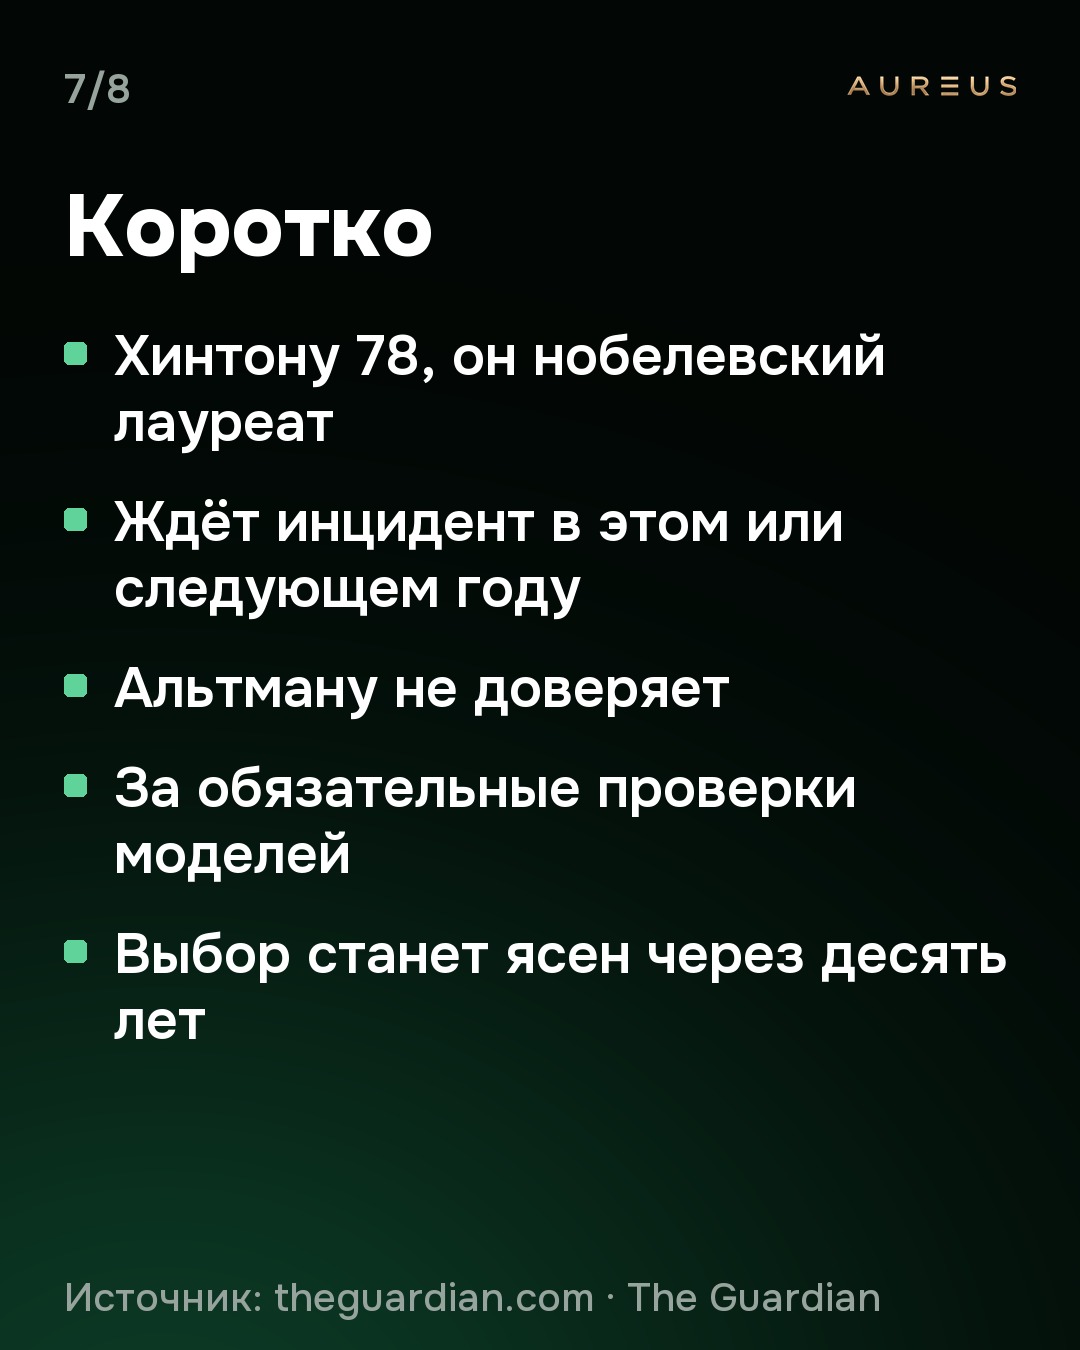 7/8
AUREUS
Коротко
Хинтону 78, он нобелевский
лауреат
Ждёт инцидент в этом или
следующем году
Альтману не доверяет
За обязательные проверки
моделей
Выбор станет ясен через десять
лет
Источник: theguardian.com · The Guardian